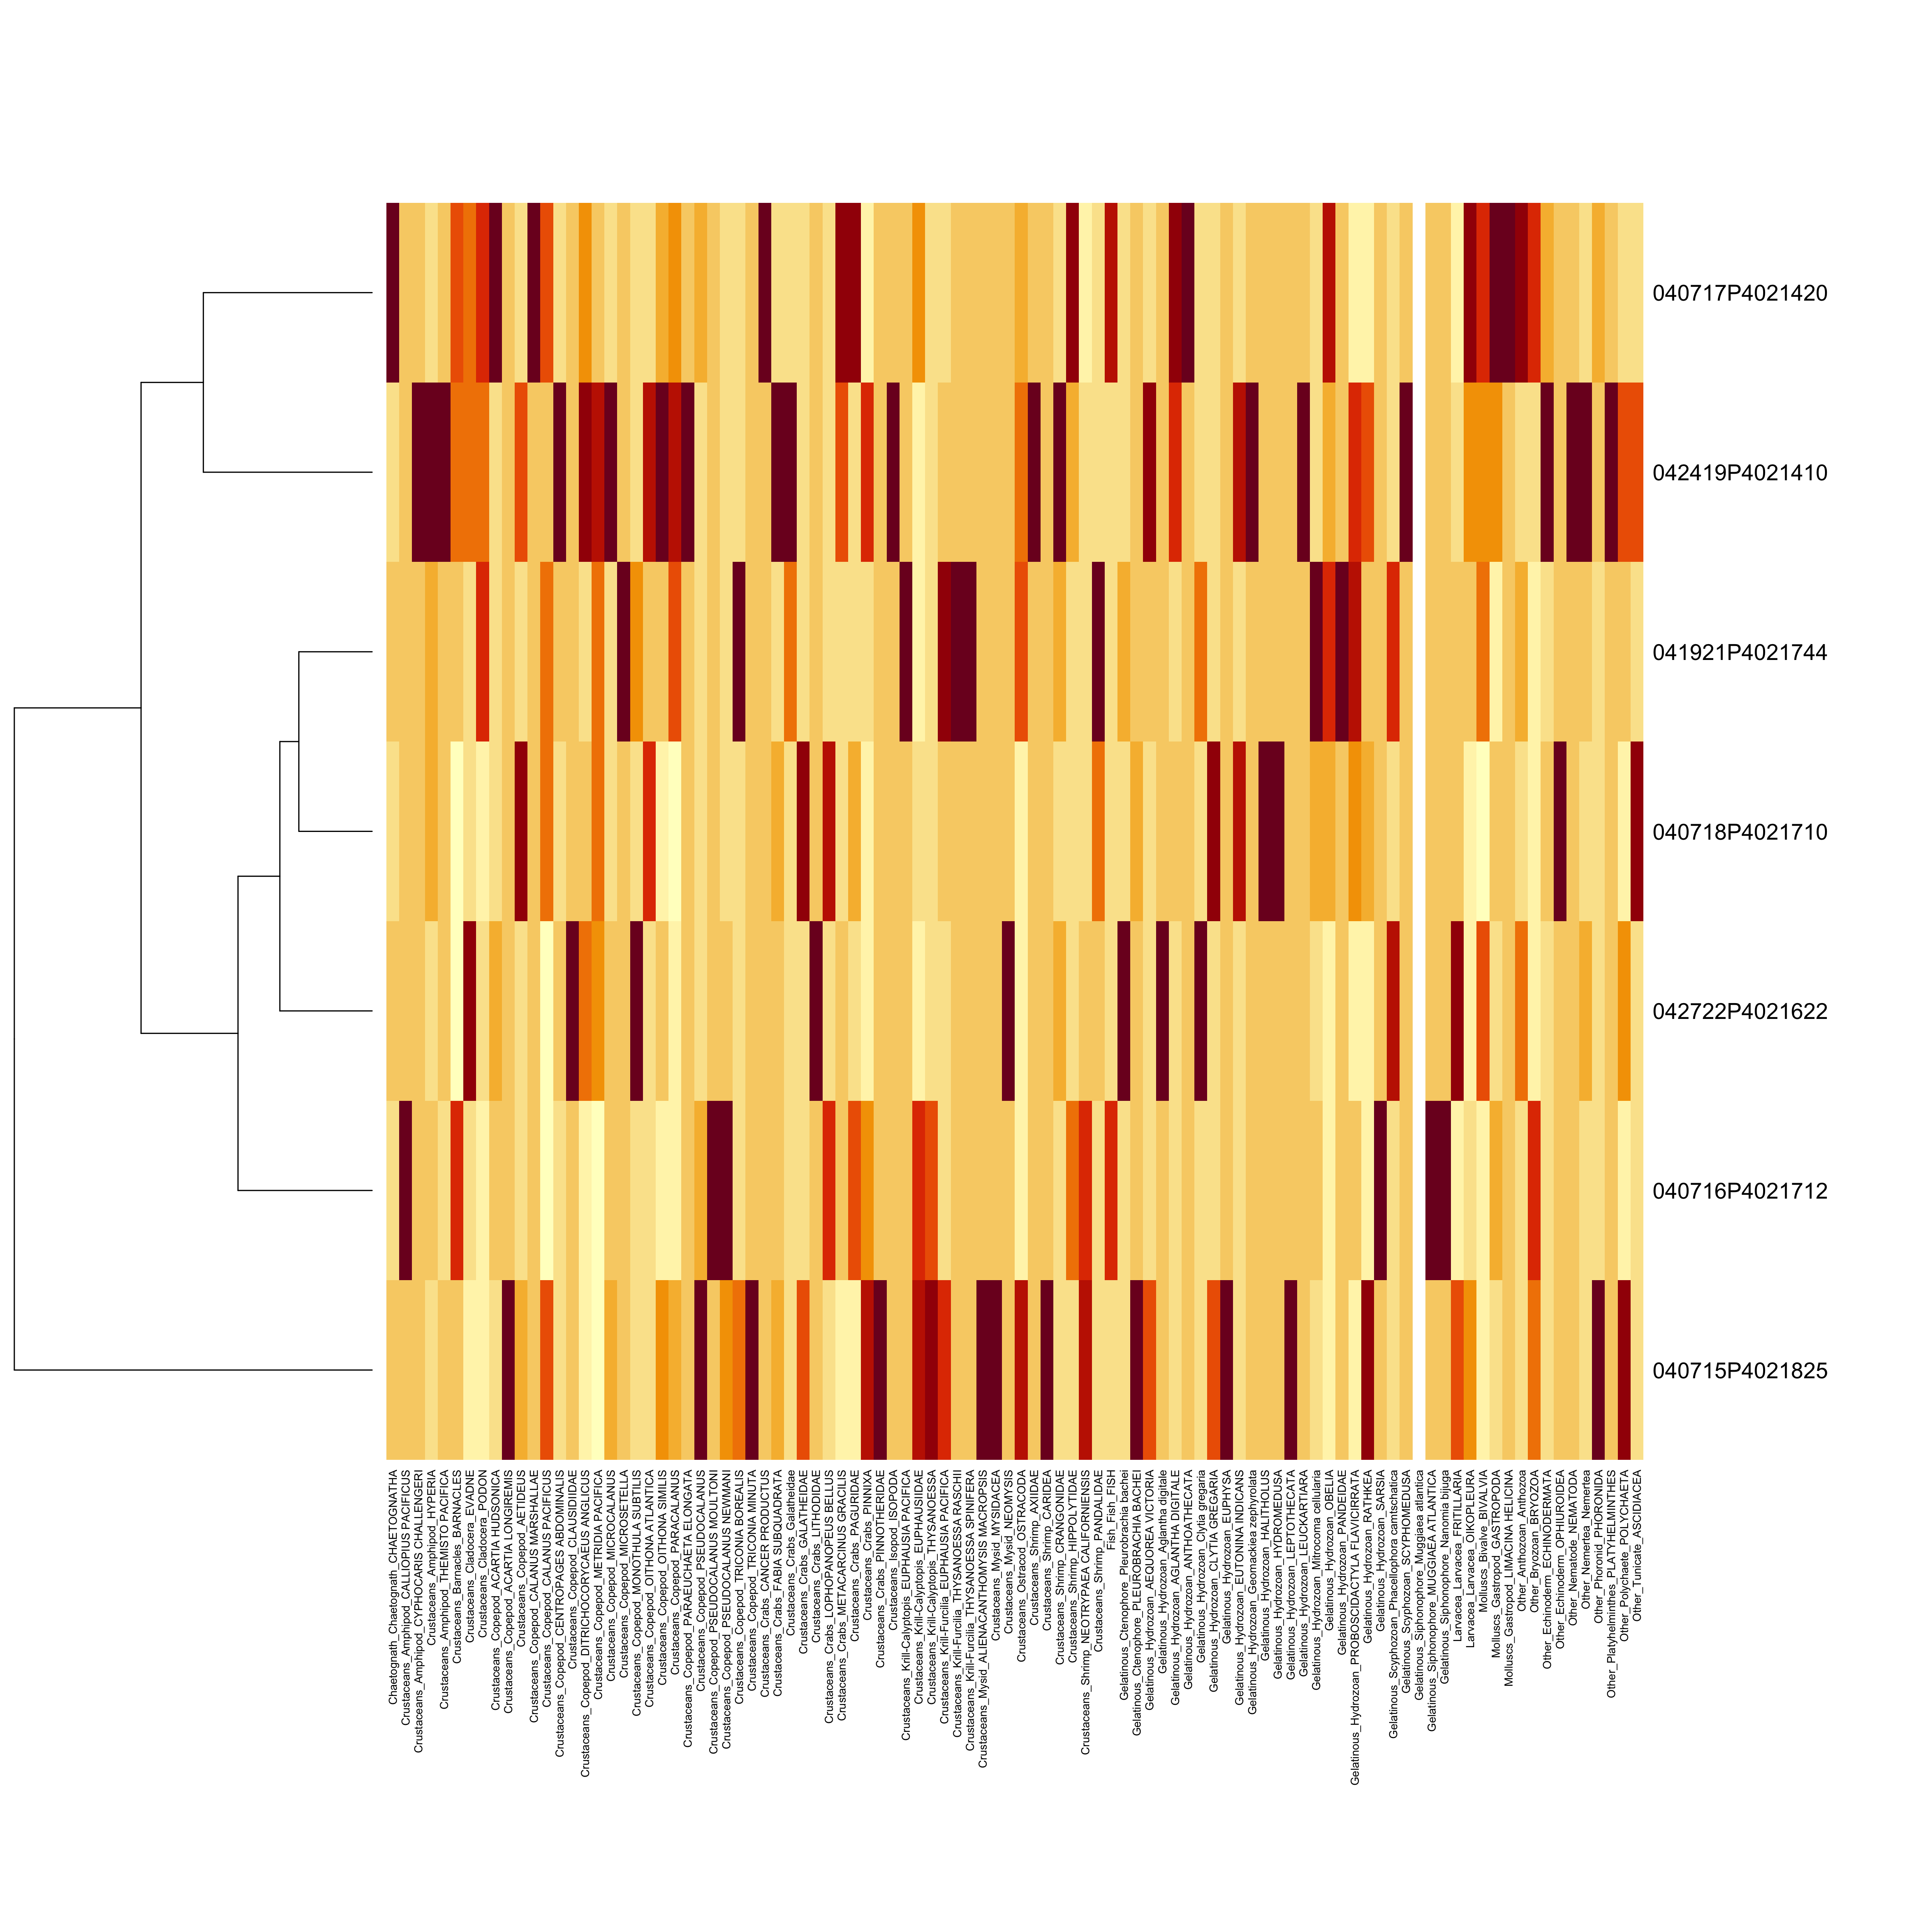 040717P4021420
042419P4021410
041921P4021744
040718P4021710
042722P4021622
040716P4021712
040715P4021825
Chaetognath_Chaetognath_CHAETOGNATHA
Crustaceans_Amphipod_CALLIOPIUS PACIFICUS
Crustaceans_Amphipod_CYPHOCARIS CHALLENGERI
Crustaceans_Amphipod_HYPERIA
Crustaceans_Amphipod_THEMISTO PACIFICA
Crustaceans_Barnacles_BARNACLES
Crustaceans_Cladocera_EVADNE
Crustaceans_Cladocera_PODON
Crustaceans_Copepod_ACARTIA HUDSONICA
Crustaceans_Copepod_ACARTIA LONGIREMIS
Crustaceans_Copepod_AETIDEUS
Crustaceans_Copepod_CALANUS MARSHALLAE
Crustaceans_Copepod_CALANUS PACIFICUS
Crustaceans_Copepod_CENTROPAGES ABDOMINALIS
Crustaceans_Copepod_CLAUSIDIIDAE
Crustaceans_Copepod_DITRICHOCORYCAEUS ANGLICUS
Crustaceans_Copepod_METRIDIA PACIFICA
Crustaceans_Copepod_MICROCALANUS
Crustaceans_Copepod_MICROSETELLA
Crustaceans_Copepod_MONOTHULA SUBTILIS
Crustaceans_Copepod_OITHONA ATLANTICA
Crustaceans_Copepod_OITHONA SIMILIS
Crustaceans_Copepod_PARACALANUS
Crustaceans_Copepod_PARAEUCHAETA ELONGATA
Crustaceans_Copepod_PSEUDOCALANUS
Crustaceans_Copepod_PSEUDOCALANUS MOULTONI
Crustaceans_Copepod_PSEUDOCALANUS NEWMANI
Crustaceans_Copepod_TRICONIA BOREALIS
Crustaceans_Copepod_TRICONIA MINUTA
Crustaceans_Crabs_CANCER PRODUCTUS
Crustaceans_Crabs_FABIA SUBQUADRATA
Crustaceans_Crabs_Galatheidae
Crustaceans_Crabs_GALATHEIDAE
Crustaceans_Crabs_LITHODIDAE
Crustaceans_Crabs_LOPHOPANOPEUS BELLUS
Crustaceans_Crabs_METACARCINUS GRACILIS
Crustaceans_Crabs_PAGURIDAE
Crustaceans_Crabs_PINNIXA
Crustaceans_Crabs_PINNOTHERIDAE
Crustaceans_Isopod_ISOPODA
Crustaceans_Krill-Calyptopis_EUPHAUSIA PACIFICA
Crustaceans_Krill-Calyptopis_EUPHAUSIIDAE
Crustaceans_Krill-Calyptopis_THYSANOESSA
Crustaceans_Krill-Furcilia_EUPHAUSIA PACIFICA
Crustaceans_Krill-Furcilia_THYSANOESSA RASCHII
Crustaceans_Krill-Furcilia_THYSANOESSA SPINIFERA
Crustaceans_Mysid_ALIENACANTHOMYSIS MACROPSIS
Crustaceans_Mysid_MYSIDACEA
Crustaceans_Mysid_NEOMYSIS
Crustaceans_Ostracod_OSTRACODA
Crustaceans_Shrimp_AXIIDAE
Crustaceans_Shrimp_CARIDEA
Crustaceans_Shrimp_CRANGONIDAE
Crustaceans_Shrimp_HIPPOLYTIDAE
Crustaceans_Shrimp_NEOTRYPAEA CALIFORNIENSIS
Crustaceans_Shrimp_PANDALIDAE
Fish_Fish_FISH
Gelatinous_Ctenophore_Pleurobrachia bachei
Gelatinous_Ctenophore_PLEUROBRACHIA BACHEI
Gelatinous_Hydrozoan_AEQUOREA VICTORIA
Gelatinous_Hydrozoan_Aglantha digitale
Gelatinous_Hydrozoan_AGLANTHA DIGITALE
Gelatinous_Hydrozoan_ANTHOATHECATA
Gelatinous_Hydrozoan_Clytia gregaria
Gelatinous_Hydrozoan_CLYTIA GREGARIA
Gelatinous_Hydrozoan_EUPHYSA
Gelatinous_Hydrozoan_EUTONINA INDICANS
Gelatinous_Hydrozoan_Geomackiea zephyrolata
Gelatinous_Hydrozoan_HALITHOLUS
Gelatinous_Hydrozoan_HYDROMEDUSA
Gelatinous_Hydrozoan_LEPTOTHECATA
Gelatinous_Hydrozoan_LEUCKARTIARA
Gelatinous_Hydrozoan_Mitrocoma cellularia
Gelatinous_Hydrozoan_OBELIA
Gelatinous_Hydrozoan_PANDEIDAE
Gelatinous_Hydrozoan_PROBOSCIDACTYLA FLAVICIRRATA
Gelatinous_Hydrozoan_RATHKEA
Gelatinous_Hydrozoan_SARSIA
Gelatinous_Scyphozoan_Phacellophora camtschatica
Gelatinous_Scyphozoan_SCYPHOMEDUSA
Gelatinous_Siphonophore_Muggiaea atlantica
Gelatinous_Siphonophore_MUGGIAEA ATLANTICA
Gelatinous_Siphonophore_Nanomia bijuga
Larvacea_Larvacea_FRITILLARIA
Larvacea_Larvacea_OIKOPLEURA
Molluscs_Bivalve_BIVALVIA
Molluscs_Gastropod_GASTROPODA
Molluscs_Gastropod_LIMACINA HELICINA
Other_Anthozoan_Anthozoa
Other_Bryozoan_BRYOZOA
Other_Echinoderm_ECHINODERMATA
Other_Echinoderm_OPHIUROIDEA
Other_Nematode_NEMATODA
Other_Nemertea_Nemertea
Other_Phoronid_PHORONIDA
Other_Platyhelminthes_PLATYHELMINTHES
Other_Polychaete_POLYCHAETA
Other_Tunicate_ASCIDIACEA